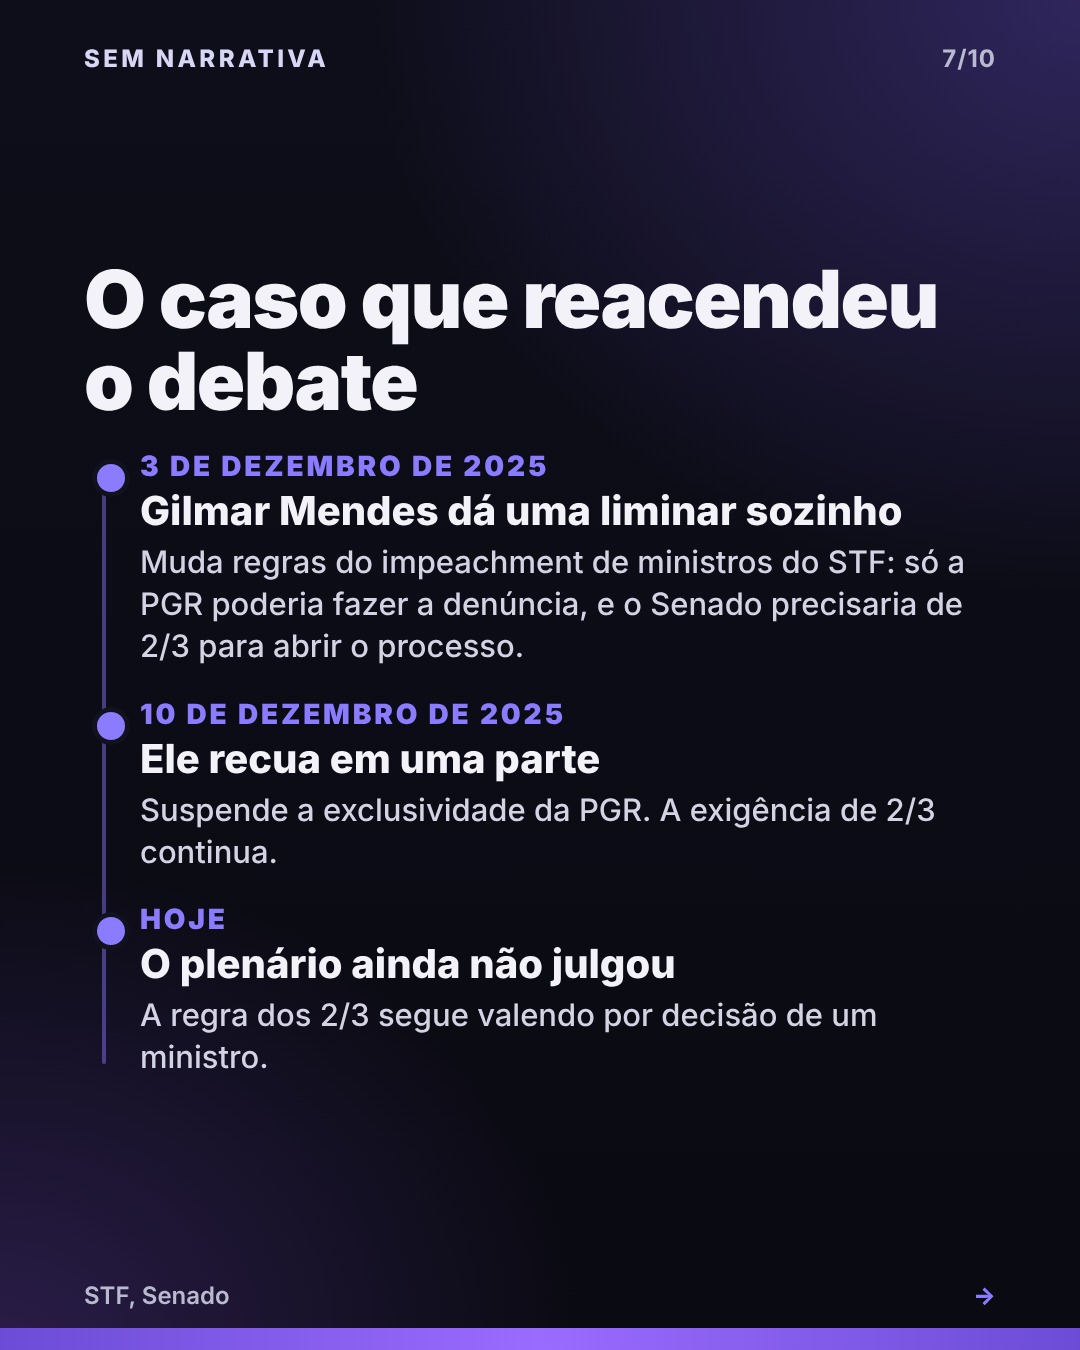 SEM NARRATIVA
7/10
O caso que reacendeu
o debate
3 DE DEZEMBRO DE 2025
Gilmar Mendes dá uma liminar sozinho
Muda regras do impeachment de ministros do STF: só a
PGR poderia fazer a denúncia, e o Senado precisaria de
2/3 para abrir o processo.
10 DE DEZEMBRO DE 2025
Ele recua em uma parte
Suspende a exclusividade da PGR. A exigência de 2/3
continua.
HOJE
O plenário ainda não julgou
A regra dos 2/3 segue valendo por decisão de um
ministro.
STF, Senado
→